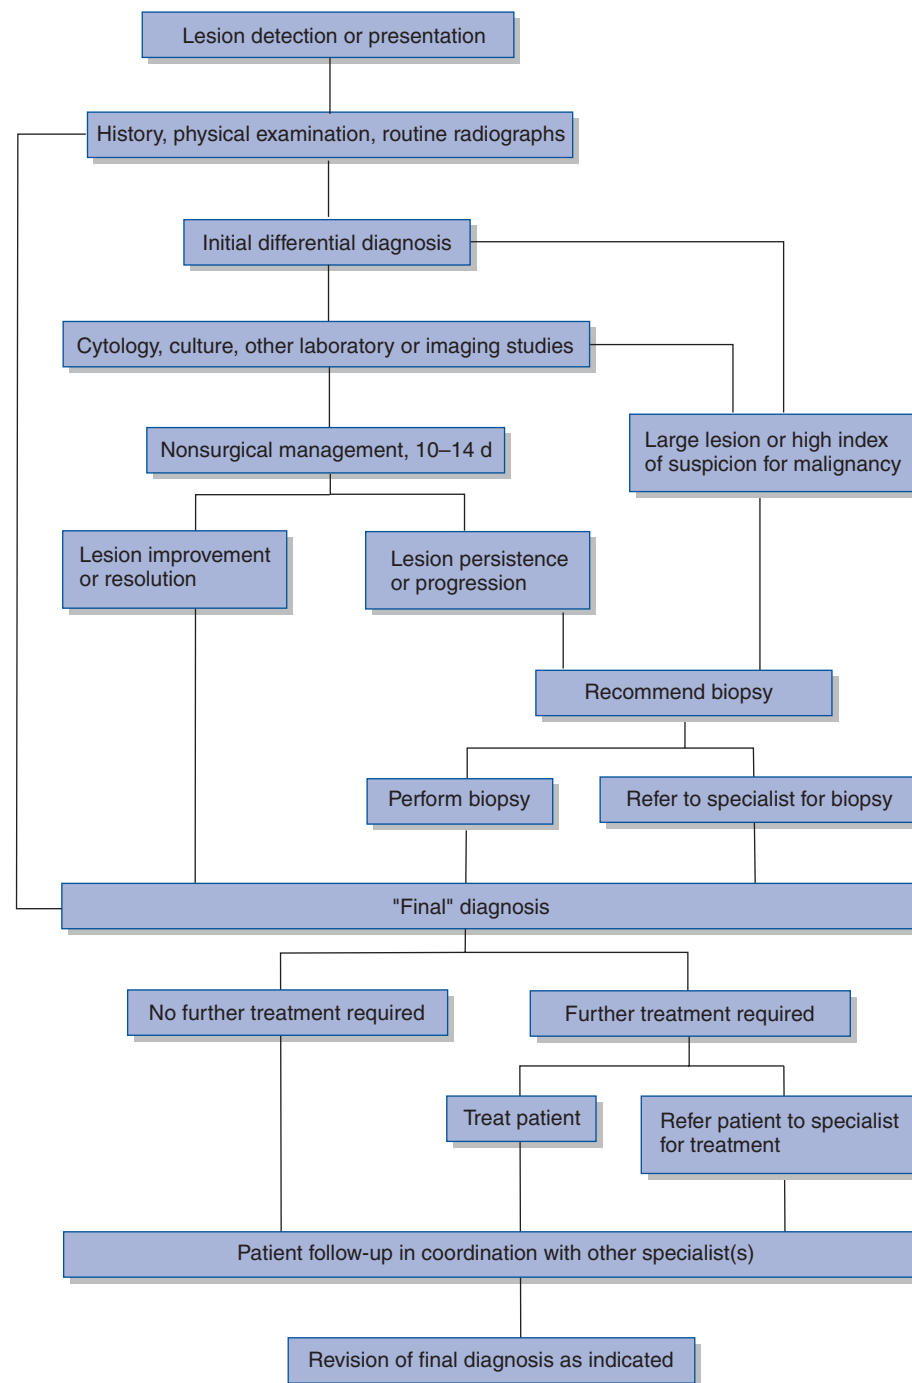 Lesion detection or presentation
History, physical examination, routine radiographs
Initial differential diagnosis
Cytology, culture, other laboratory or imaging studies
Nonsurgical management, 10–14 d
Large lesion or high index
of suspicion for malignancy
Lesion improvement
or resolution
Lesion persistence
or progression
Recommend biopsy
Perform biopsy
Refer to specialist for biopsy
"Final" diagnosis
No further treatment required
Further treatment required
Treat patient
Refer patient to specialist
for treatment
Patient follow-up in coordination with other specialist(s)
Revision of final diagnosis as indicated